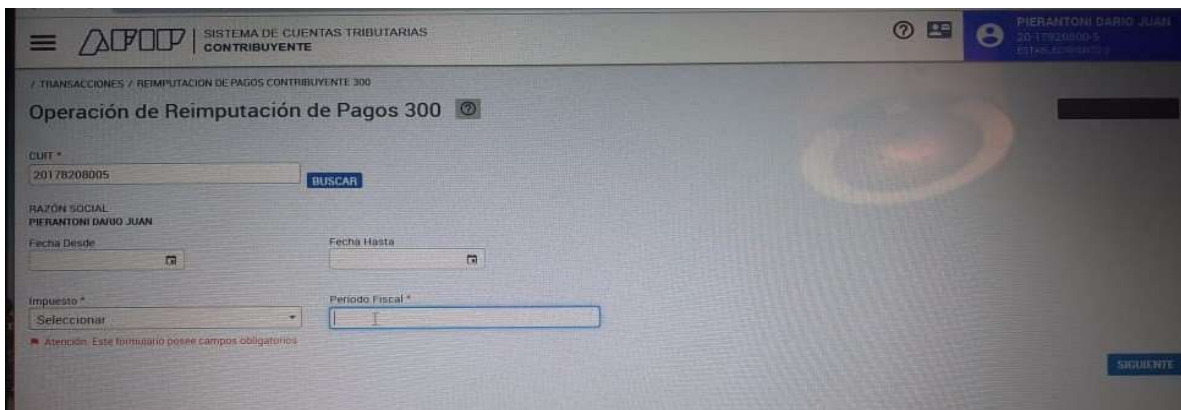 AFIP | SISTEMA DE CUENTAS TRIBUTARIAS
CONTRIBUYENTE
PIERANTONI DARIO JUAN
/ TRANSACCIONES / REIMPUTACION DE PAGOS CONTRIBUYENTE 300
Operación de Reimputación de Pagos 300
CUIT *
20178208005
BUSCAR
RAZÓN SOCIAL
PIERANTONI DARIO JUAN
Fecha Desde
Fecha Hasta
Impuesto *
Periodo Fiscal *
Seleccionar
Atención. Este formulario posee campos obligatorios
SIGUIENTE